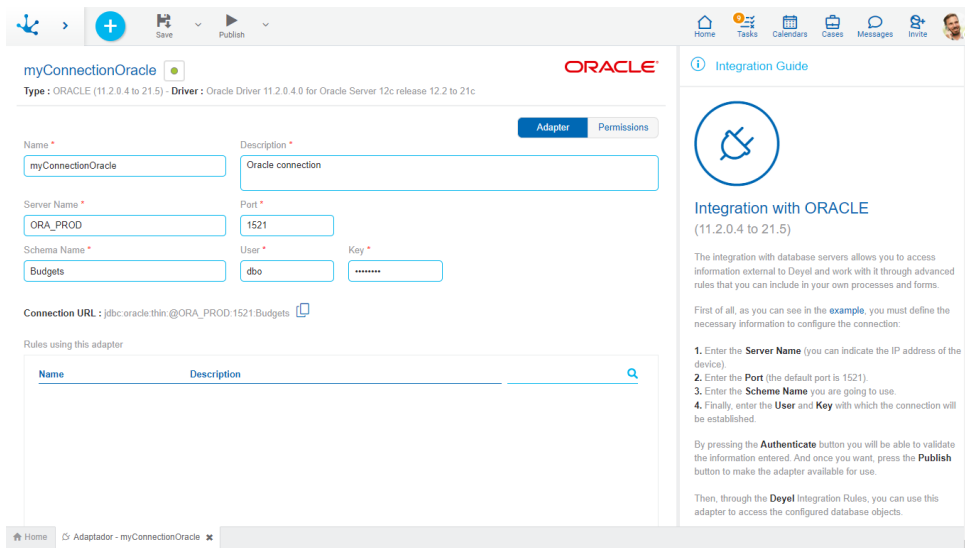 Save
Publish
Home
9
Tasks
Calendars
Cases
Messages
Invite
myConnectionOracle
ORACLE
Type : ORACLE (11.2.0.4 to 21.5) - Driver : Oracle Driver 11.2.0.4.0 for Oracle Server 12c release 12.2 to 21c
Adapter
Permissions
Name *
Description *
myConnectionOracle
Oracle connection
Server Name *
Port *
ORA_PROD
1521
Schema Name *
User *
Key *
Budgets
dbo
••••••••
Connection URL : jdbc:oracle:thin:@ORA_PROD:1521:Budgets
Rules using this adapter
Name
Description
Integration Guide
Integration with ORACLE
(11.2.0.4 to 21.5)
The integration with database servers allows you to access
information external to Deyel and work with it through advanced
rules that you can include in your own processes and forms.
First of all, as you can see in the example, you must define the
necessary information to configure the connection:
1. Enter the Server Name (you can indicate the IP address of the
device).
2. Enter the Port (the default port is 1521).
3. Enter the Scheme Name you are going to use.
4. Finally, enter the User and Key with which the connection will
be established.
By pressing the Authenticate button you will be able to validate
the information entered. And once you want, press the Publish
button to make the adapter available for use.
Then, through the Deyel Integration Rules, you can use this
adapter to access the configured database objects.
Home
Adaptador - myConnectionOracle